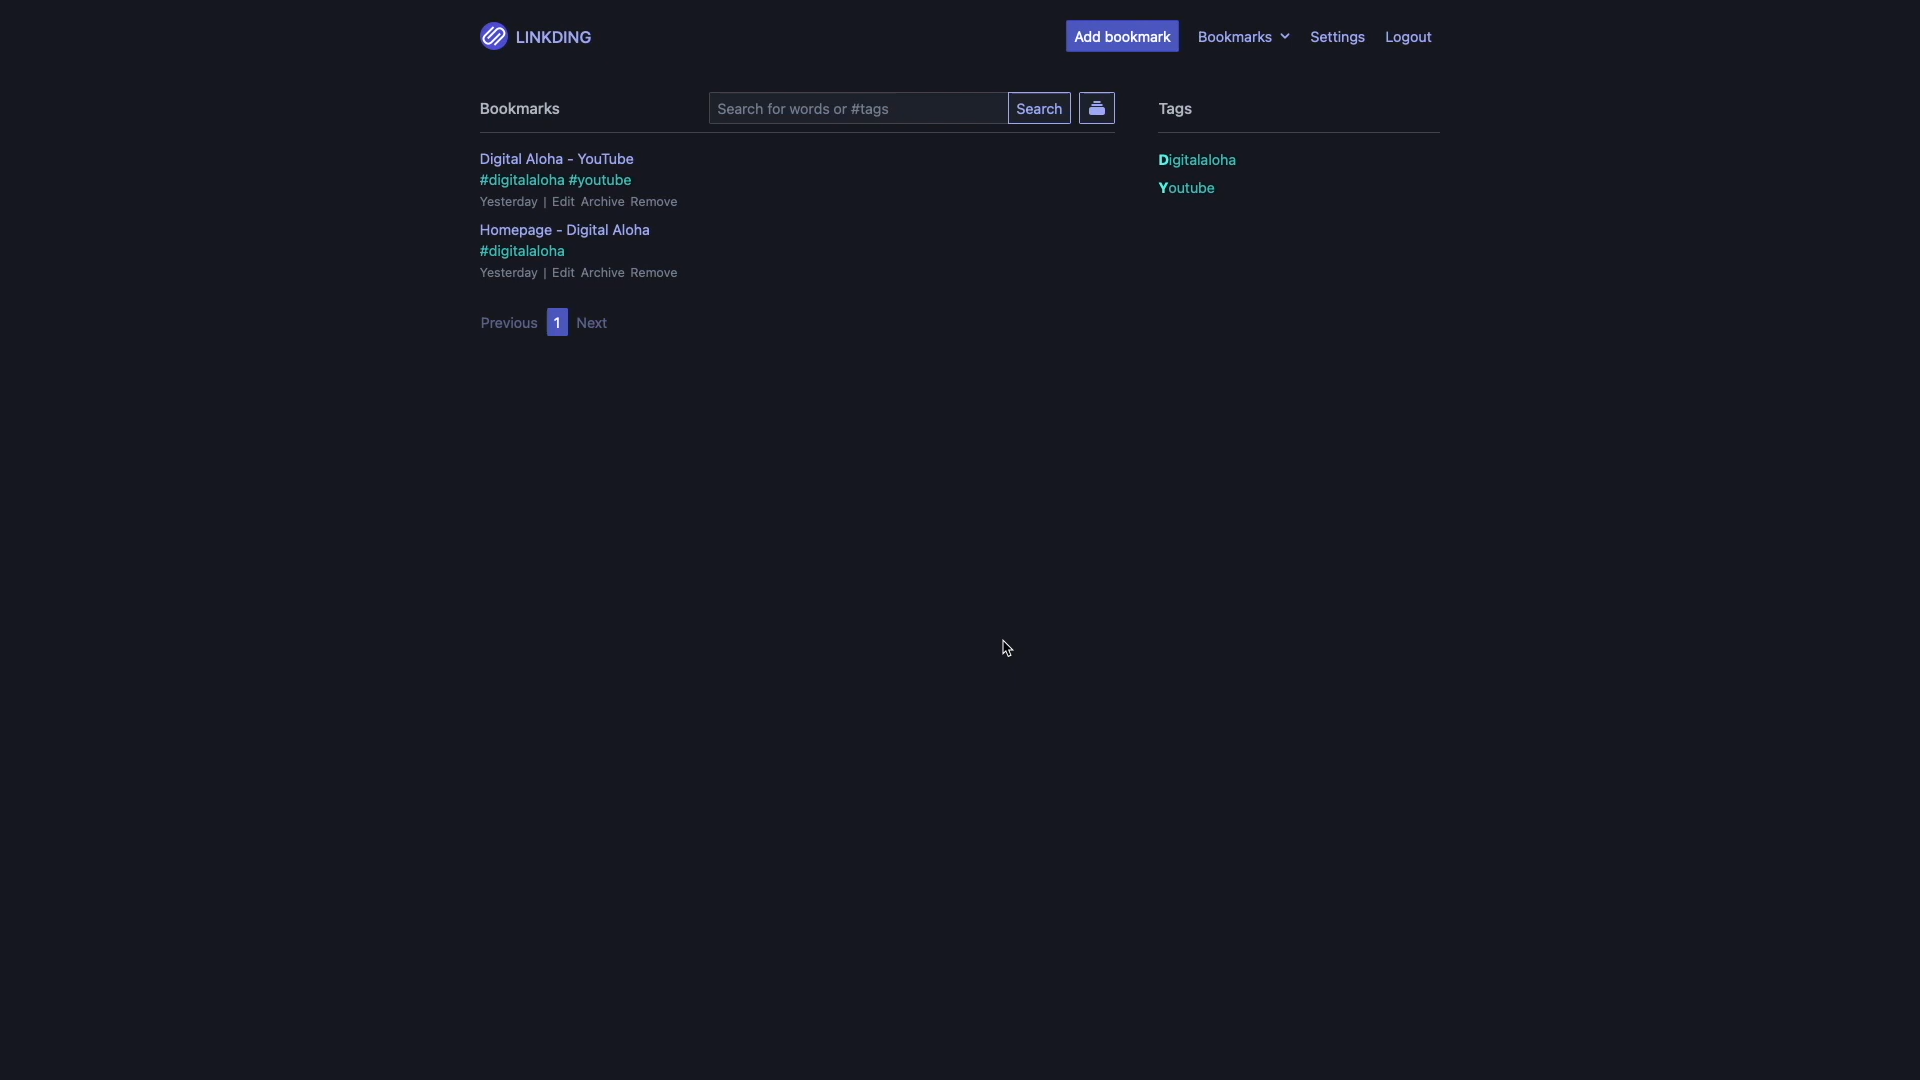 LINKDING
Add bookmark Bookmarks Settings Logout
Bookmarks
Search for words or #tags Search
Digital Aloha - YouTube
#digitalaloha #youtube
Yesterday | Edit Archive Remove
Homepage - Digital Aloha
#digitalaloha
Yesterday | Edit Archive Remove
Previous 1 Next
Tags
Digitalaloha
Youtube